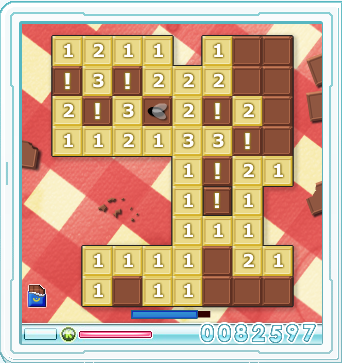 1 2 1 1 1
! 3 ! 2 2 2
2 ! 3 2 ! 2
1 1 2 1 3 3 !
1 ! 2 1
1 ! 1
1 1 1
1 1 1 1 2 1
1 1 1
0082597